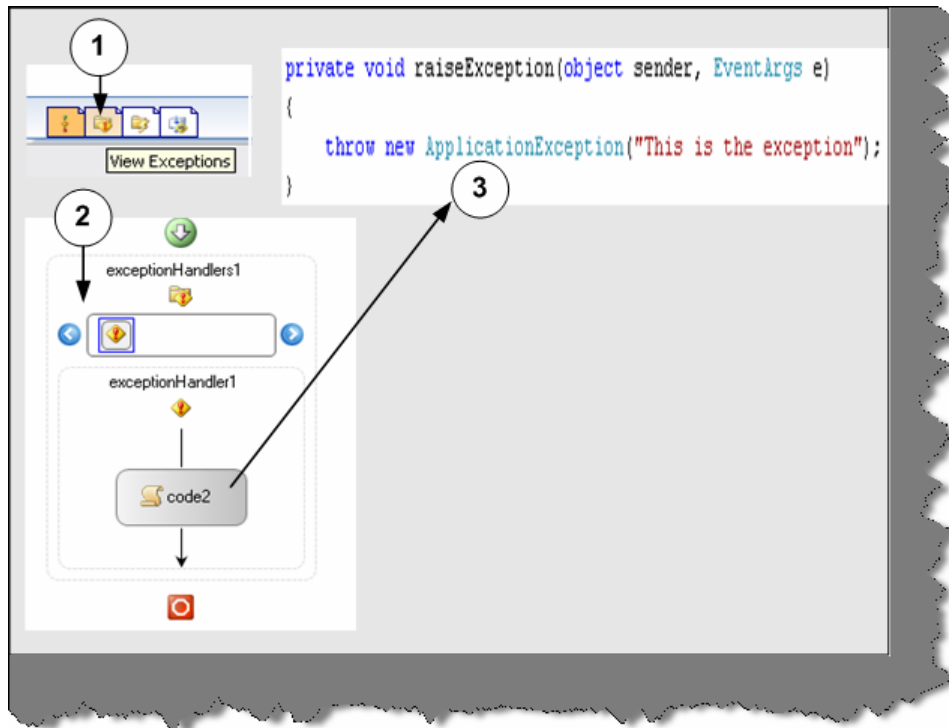 1
View Exceptions
private void raiseException(object sender, EventArgs e)
{
throw new ApplicationException("This is the exception");
}
3
2
exceptionHandlers1
exceptionHandler1
code2